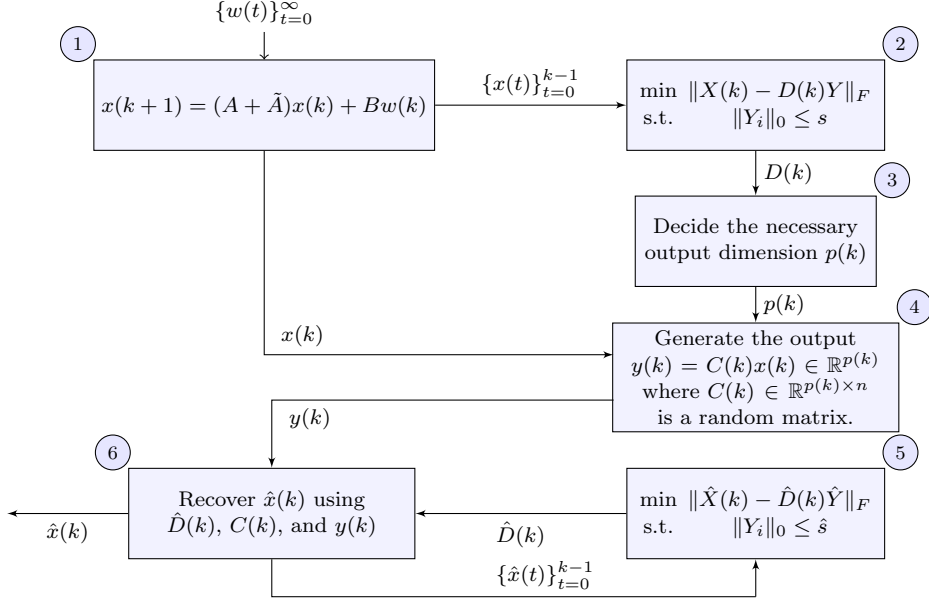 {w(t)}_{t=0}^{∞}
1
x(k + 1) = (A + Ã)x(k) + Bw(k)
{x(t)}_{t=0}^{k−1}
2
min ∥X(k) − D(k)Y∥_F
s.t. ∥Y_i∥_0 ≤ s
D(k)
3
Decide the necessary
output dimension p(k)
p(k)
4
x(k)
Generate the output
y(k) = C(k)x(k) ∈ ℝ^{p(k)}
where C(k) ∈ ℝ^{p(k)×n}
is a random matrix.
y(k)
6
Recover x̂(k) using
D̂(k), C(k), and y(k)
x̂(k)
D̂(k)
5
min ∥X̂(k) − D̂(k)Ŷ∥_F
s.t. ∥Y_i∥_0 ≤ ŝ
{x̂(t)}_{t=0}^{k−1}